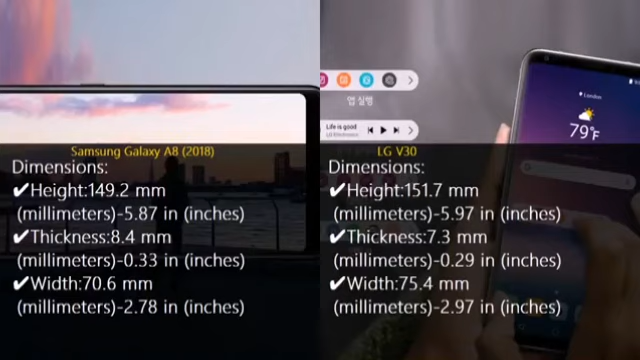 앱 실행
Life is good
London
79°F
Samsung Galaxy A8 (2018)
Dimensions:
✔Height:149.2 mm
(millimeters)-5.87 in (inches)
✔Thickness:8.4 mm
(millimeters)-0.33 in (inches)
✔Width:70.6 mm
(millimeters)-2.78 in (inches)
LG V30
Dimensions:
✔Height:151.7 mm
(millimeters)-5.97 in (inches)
✔Thickness:7.3 mm
(millimeters)-0.29 in (inches)
✔Width:75.4 mm
(millimeters)-2.97 in (inches)